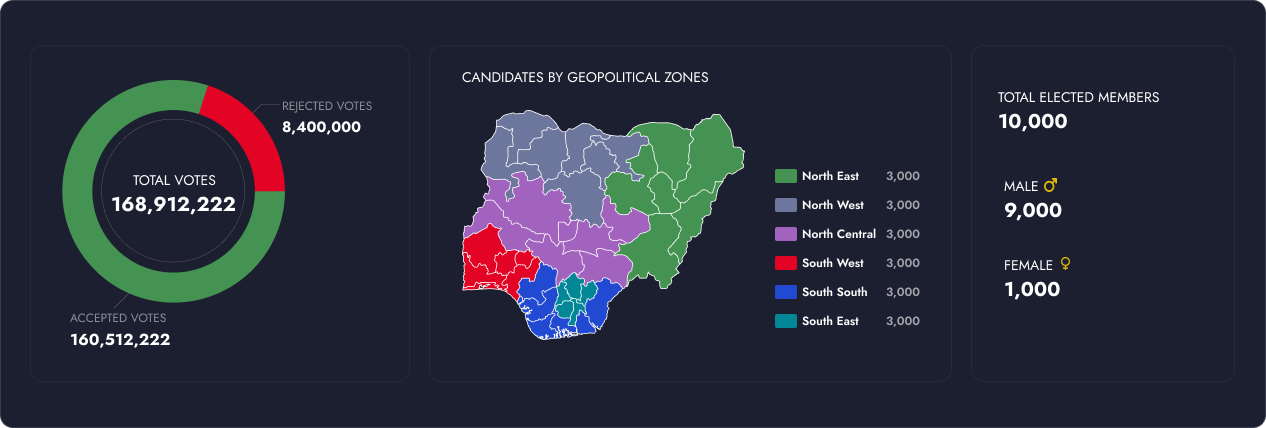 REJECTED VOTES
8,400,000
TOTAL VOTES
168,912,222
ACCEPTED VOTES
160,512,222
CANDIDATES BY GEOPOLITICAL ZONES
North East 3,000
North West 3,000
North Central 3,000
South West 3,000
South South 3,000
South East 3,000
TOTAL ELECTED MEMBERS
10,000
MALE
9,000
FEMALE
1,000